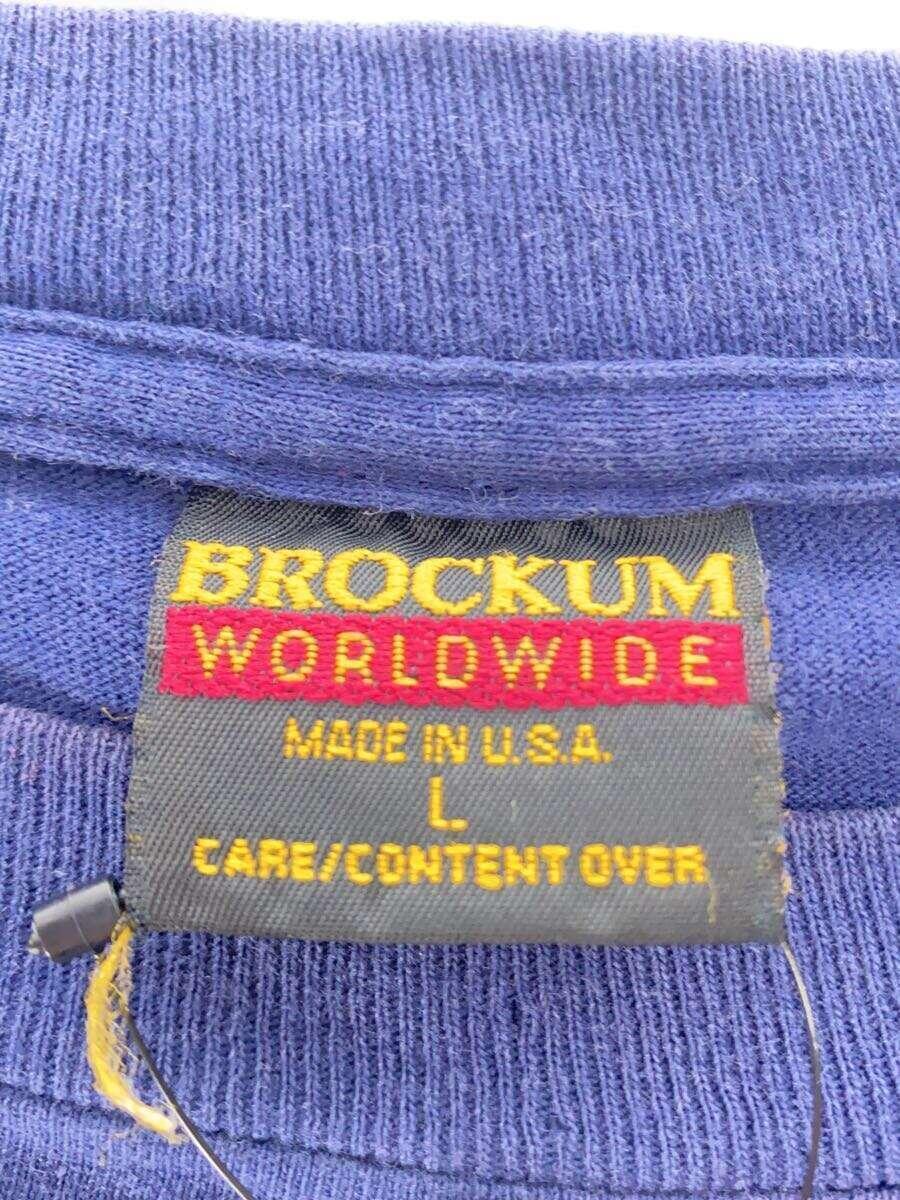 BROCKUM
WORLDWIDE
MADE IN U.S.A.
L
CARE/CONTENT OVER